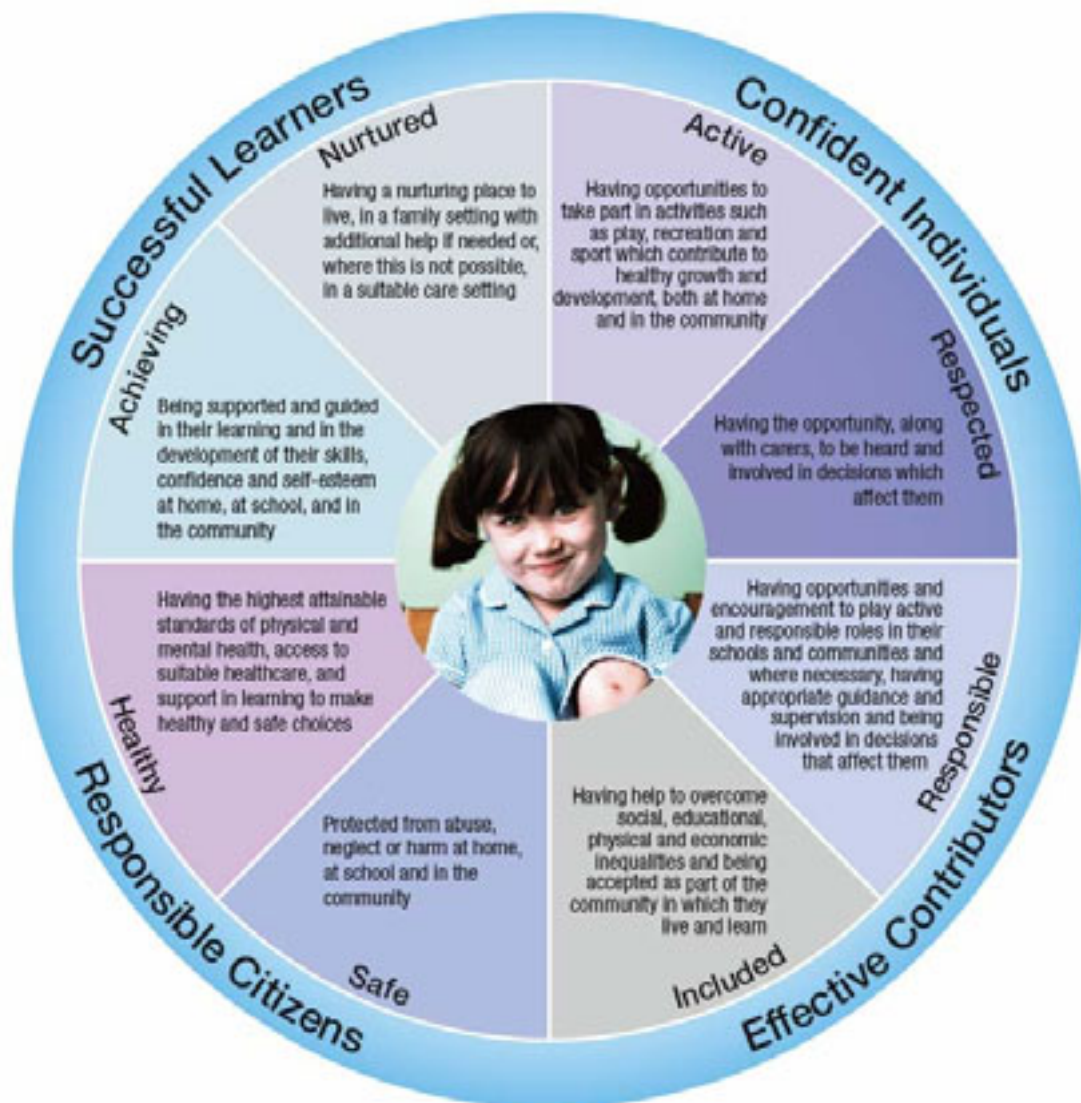 Successful Learners
Confident Individuals
Nurtured
Having a nurturing place to
live, in a family setting with
additional help if needed or,
where this is not possible,
in a suitable care setting
Active
Having opportunities to
take part in activities such
as play, recreation and
sport which contribute to
healthy growth and
development, both at home
and in the community
Respected
Having the opportunity, along
with carers, to be heard and
involved in decisions which
affect them
Responsible
Having opportunities and
encouragement to play active
and responsible roles in their
schools and communities and
where necessary, having
appropriate guidance and
supervision and being
involved in decisions
that affect them
Included
Having help to overcome
social, educational,
physical and economic
inequalities and being
accepted as part of the
community in which they
live and learn
Safe
Protected from abuse,
neglect or harm at home,
at school and in the
community
Healthy
Having the highest attainable
standards of physical and
mental health, access to
suitable healthcare, and
support in learning to make
healthy and safe choices
Achieving
Being supported and guided
in their learning and in the
development of their skills,
confidence and self-esteem
at home, at school, and in
the community
Responsible Citizens
Effective Contributors